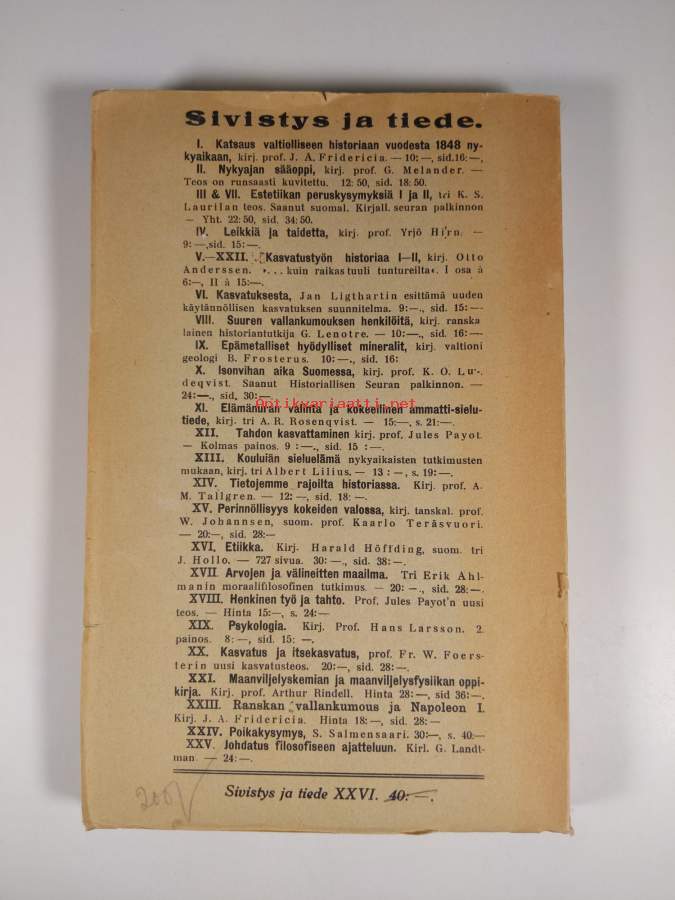 Sivistys ja tiede.
I. Katsaus valtiolliseen historiaan vuodesta 1848 ny-
kyaikaan, kirj. prof. J. A. Fridericia. — 10: —, sid. 16: —,
II. Nykyajan sääoppi, kirj. prof. G. Melander. —
Teos on runsaasti kuvitettu. 12: 50, sid. 18: 50.
III & VII. Estetiikan peruskysymyksiä I ja II, tri K. S.
Laurilan teos. Saanut suomal. Kirjall. seuran palkinnon
— Yht. 22: 50, sid. 34: 50.
IV. Leikkiä ja taidetta, kirj. prof. Yrjö Hirn. —
9: —, sid. 15: —.
V.—XXII. Kasvatustyön historiaa I—II, kirj. Otto
Anderssen. »... kuin raikas tuuli tuntureilta». I osa à
6: —, II à 15: —.
VI. Kasvatuksesta, Jan Ligthartin esittämä uuden
käytännöllisen kasvatuksen suunnitelma. 9: —., sid. 15: —
VIII. Suuren vallankumouksen henkilöitä, kirj. ranska
lainen historiantutkija G. Lenotre. — 10: —., sid. 16: —
IX. Epämetalliset hyödylliset mineralit, kirj. valtioni
geologi B. Frosterus. 10: —., sid. 16:
X. Isonvihan aika Suomessa, kirj. prof. K. O. Lin-
deqvist. Saanut Historiallisen Seuran palkinnon. —
24: —., sid, 30: —
Antikvariaatti.net
XI. Elämänuran valinta ja kokeellinen ammatti-sielu-
tiede, kirj. tri A. R. Rosenqvist. — 15: —, s. 21: —.
XII. Tahdon kasvattaminen kirj. prof. Jules Payot.
— Kolmas painos. 9 : —., sid. 15 : —.
XIII. Kouluiän sieluelämä nykyaikaisten tutkimusten
mukaan, kirj. tri Albert Lilius. — 13 : —, s. 19: —.
XIV. Tietojemme rajoilta historiassa. Kirj. prof. A.
M. Tallgren. — 12: —, sid. 18: —.
XV. Perinnöllisyys kokeiden valossa, kirj. tanskal. prof.
W. Johannsen, suom. prof. Kaarlo Teräsvuori.
— 20: —, sid. 28: —
XVI. Etiikka. Kirj. Harald Höffding, suom. tri
J. Hollo. — 727 sivua. 30: —., sid. 38: —.
XVII. Arvojen ja välineitten maailma. Tri Erik Ahl-
manin moraalifilosofinen tutkimus. — 20: —., sid. 28: —.
XVIII. Henkinen työ ja tahto. Prof. Jules Payot'n uusi
teos. — Hinta 15: —, s. 24: —
XIX. Psykologia. Kirj. Prof. Hans Larsson. 2.
painos. 8: —, sid. 15: —.
XX. Kasvatus ja itsekasvatus, prof. Fr. W. Foers-
terin uusi kasvatusteos. 20: —, sid. 28: —.
XXI. Maanviljelyskemian ja maanviljelysfysiikan oppi-
kirja. Kirj. prof. Arthur Rindell. Hinta 28: —, sid 36: —.
XXIII. Ranskan vallankumous ja Napoleon I.
Kirj. J. A. Fridericia. Hinta 18: —, sid. 28: —
XXIV. Poikakysymys, S. Salmensaari. 30: —, s. 40: —
XXV. Johdatus filosofiseen ajatteluun. Kirl. G. Landt-
man — 24: —.
Sivistys ja tiede XXVI. 40: —.